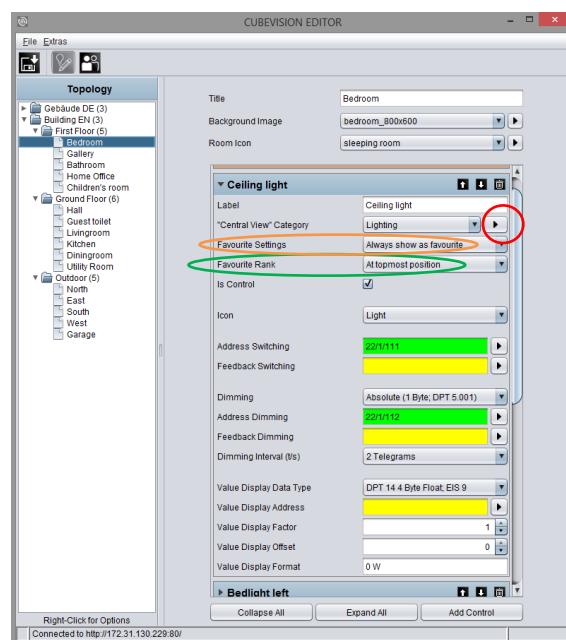 CUBEVISION EDITOR
File Extras
Topology
Gebäude DE (3)
Building EN (3)
First Floor (5)
Bedroom
Gallery
Bathroom
Home Office
Children's room
Ground Floor (6)
Hall
Guest toilet
Livingroom
Kitchen
Diningroom
Utility Room
Outdoor (5)
North
East
South
West
Garage
Right-Click for Options
Title Bedroom
Background Image bedroom_800x600
Room Icon sleeping room
Ceiling light
Label Ceiling light
"Central View" Category Lighting
Favourite Settings Always show as favourite
Favourite Rank At topmost position
Is Control
Icon Light
Address Switching 22/1/111
Feedback Switching
Dimming Absolute (1 Byte; DPT 5.001)
Address Dimming 22/1/112
Feedback Dimming
Dimming Interval (t/s) 2 Telegrams
Value Display Data Type DPT 14 4 Byte Float; EIS 9
Value Display Address
Value Display Factor 1
Value Display Offset 0
Value Display Format 0 W
Bedlight left
Collapse All Expand All Add Control
Connected to http://172.31.130.229:80/